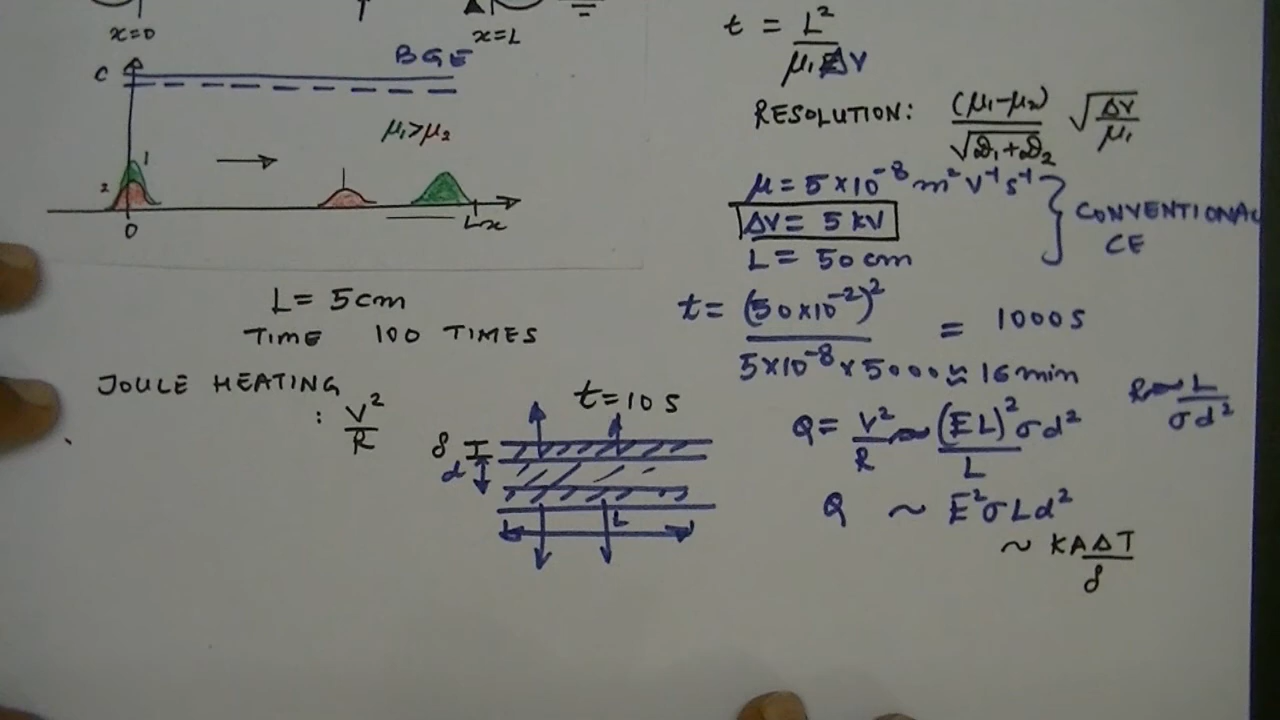 x=0
x=L
C
BGE
μ₁>μ₂
1
2
0
L
x
L= 5cm
TIME 100 TIMES
JOULE HEATING
: V²/R
t=10 s
δ
d
L
t = L²/μ₁ΔV
RESOLUTION: (μ₁-μ₂)/√D₁+D₂ √ΔV/μ₁
μ = 5×10⁻⁸ m² V⁻¹ s⁻¹
ΔV= 5 kV
L= 50 cm
} CONVENTIONAL
CE
t= (50×10⁻²)²/5×10⁻⁸×5000 = 1000 s
≈ 16 min
R~ L/σd²
Q= V²/R ~ (EL)²σd²/L
Q ~ E²σLd²
~ KAΔT/δ